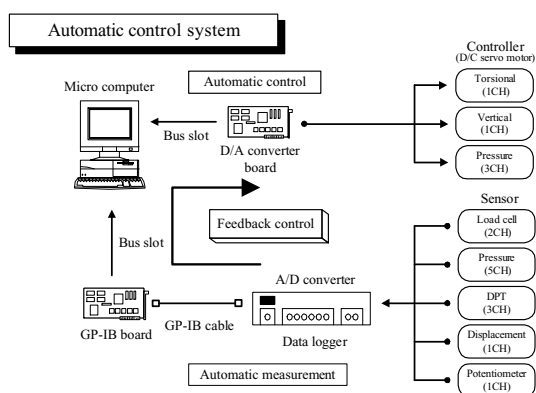 Automatic control system
Controller
(D/C servo motor)
Automatic control
Torsional
(1CH)
Micro computer
Vertical
(1CH)
Bus slot
D/A converter
board
Pressure
(3CH)
Sensor
Feedback control
Load cell
(2CH)
Bus slot
Pressure
(5CH)
A/D converter
DPT
(3CH)
GP-IB board
GP-IB cable
Data logger
Displacement
(1CH)
Automatic measurement
Potentiometer
(1CH)